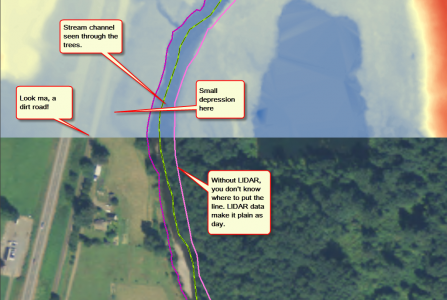 Stream channel
seen through the
trees.
Look ma, a
dirt road!
Small
depression
here
Without LIDAR,
you don't know
where to put the
line. LIDAR data
make it plain as
day.